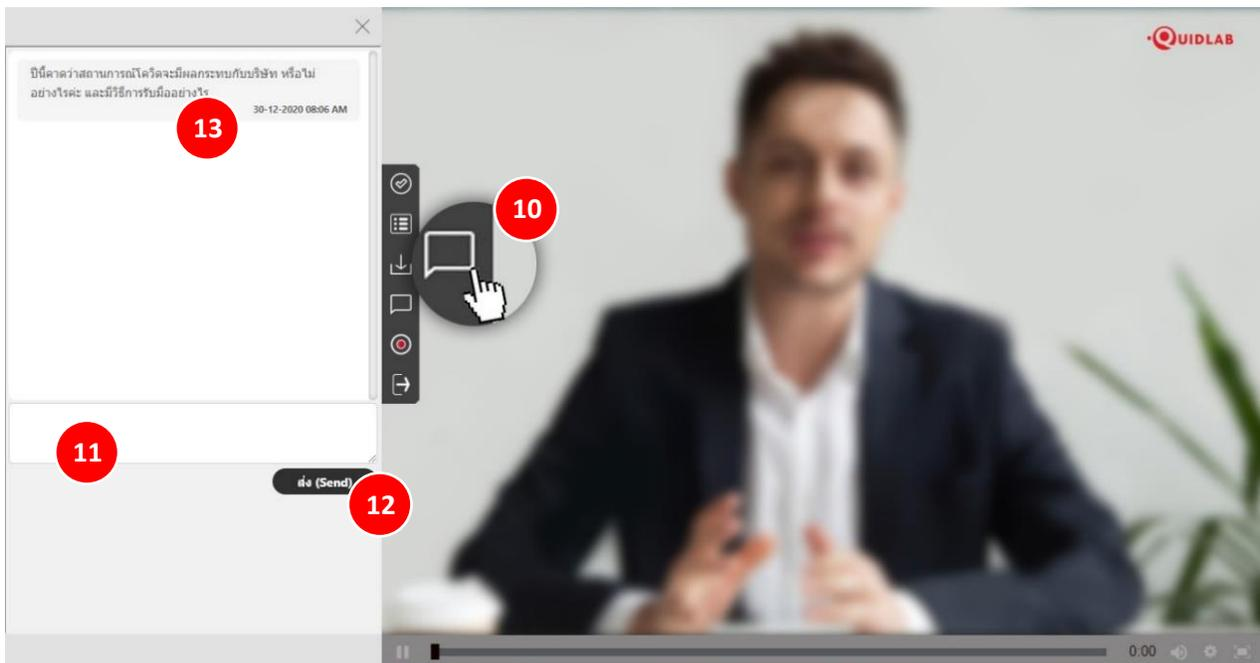 QUIDLAB
ปีนี้คาดว่าสถานการณ์โควิดจะมีผลกระทบกับบริษัท หรือไม่
อย่างไรค่ะ และมีวิธีการรับมืออย่างไร
30-12-2020 08:06 AM
13
10
11
ส่ง (Send)
12
0:00